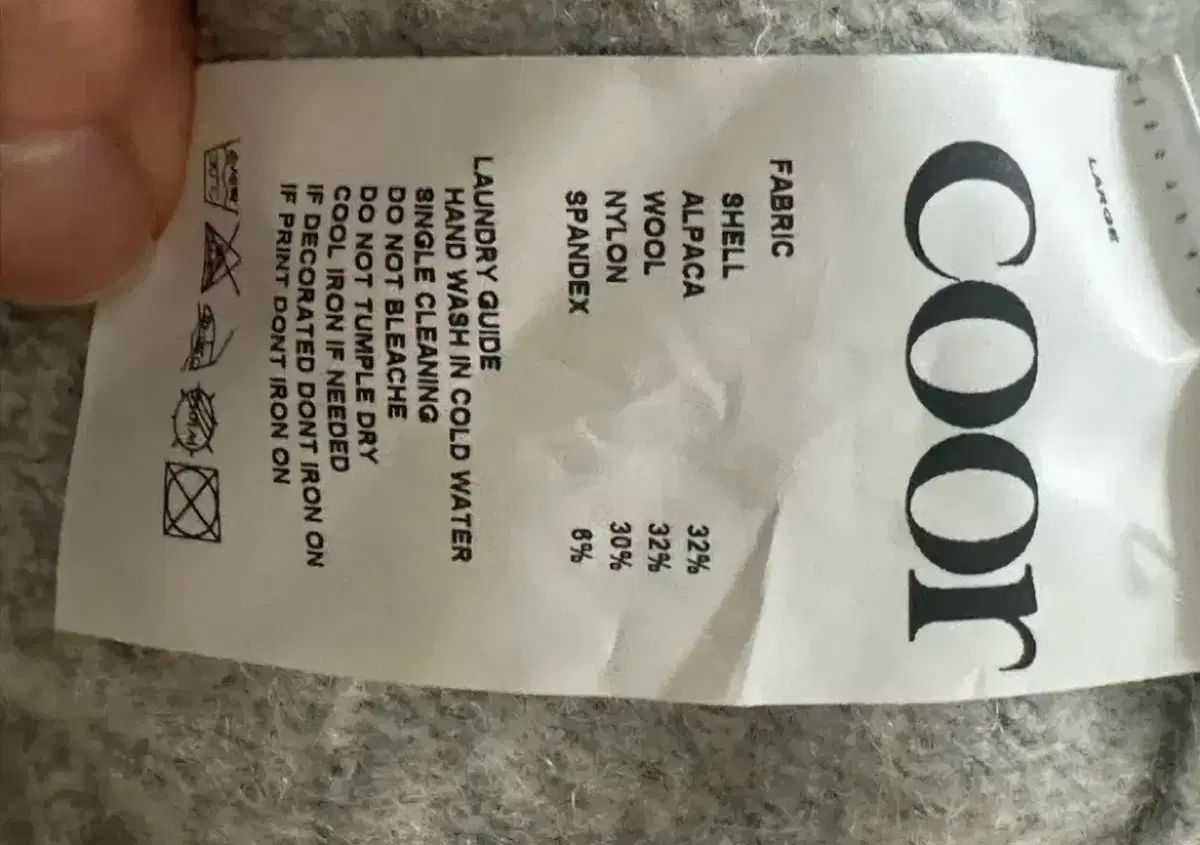 LARGE
coor
FABRIC
SHELL
ALPACA 32%
WOOL 32%
NYLON 30%
SPANDEX 6%
LAUNDRY GUIDE
HAND WASH IN COLD WATER
SINGLE CLEANING
DO NOT BLEACHE
DO NOT TUMPLE DRY
COOL IRON IF NEEDED
IF DECORATED DONT IRON ON
IF PRINT DONT IRON ON